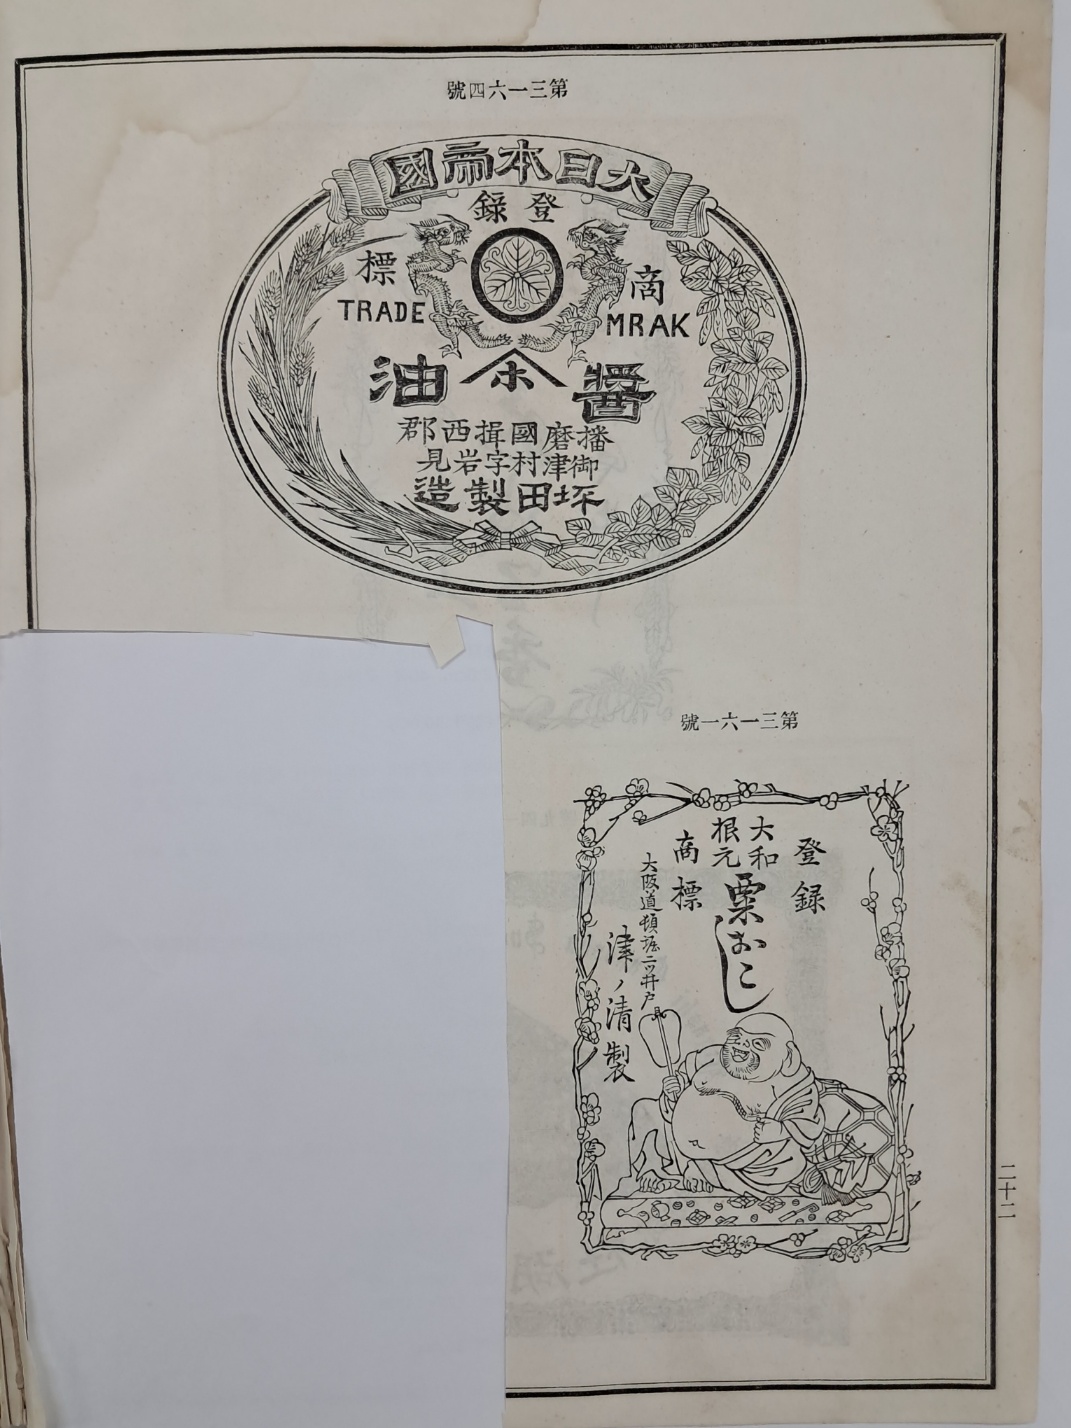 第三一六四號
大日本帝國
登錄
商標
TRADE MRAK
醬油
播磨國揖西郡
御津村字岩見
坏田製造
第三一六一號
登録
大和
根元
粟おこし
商標
大阪道頓堀二ッ井戸
津ノ清製
二十二